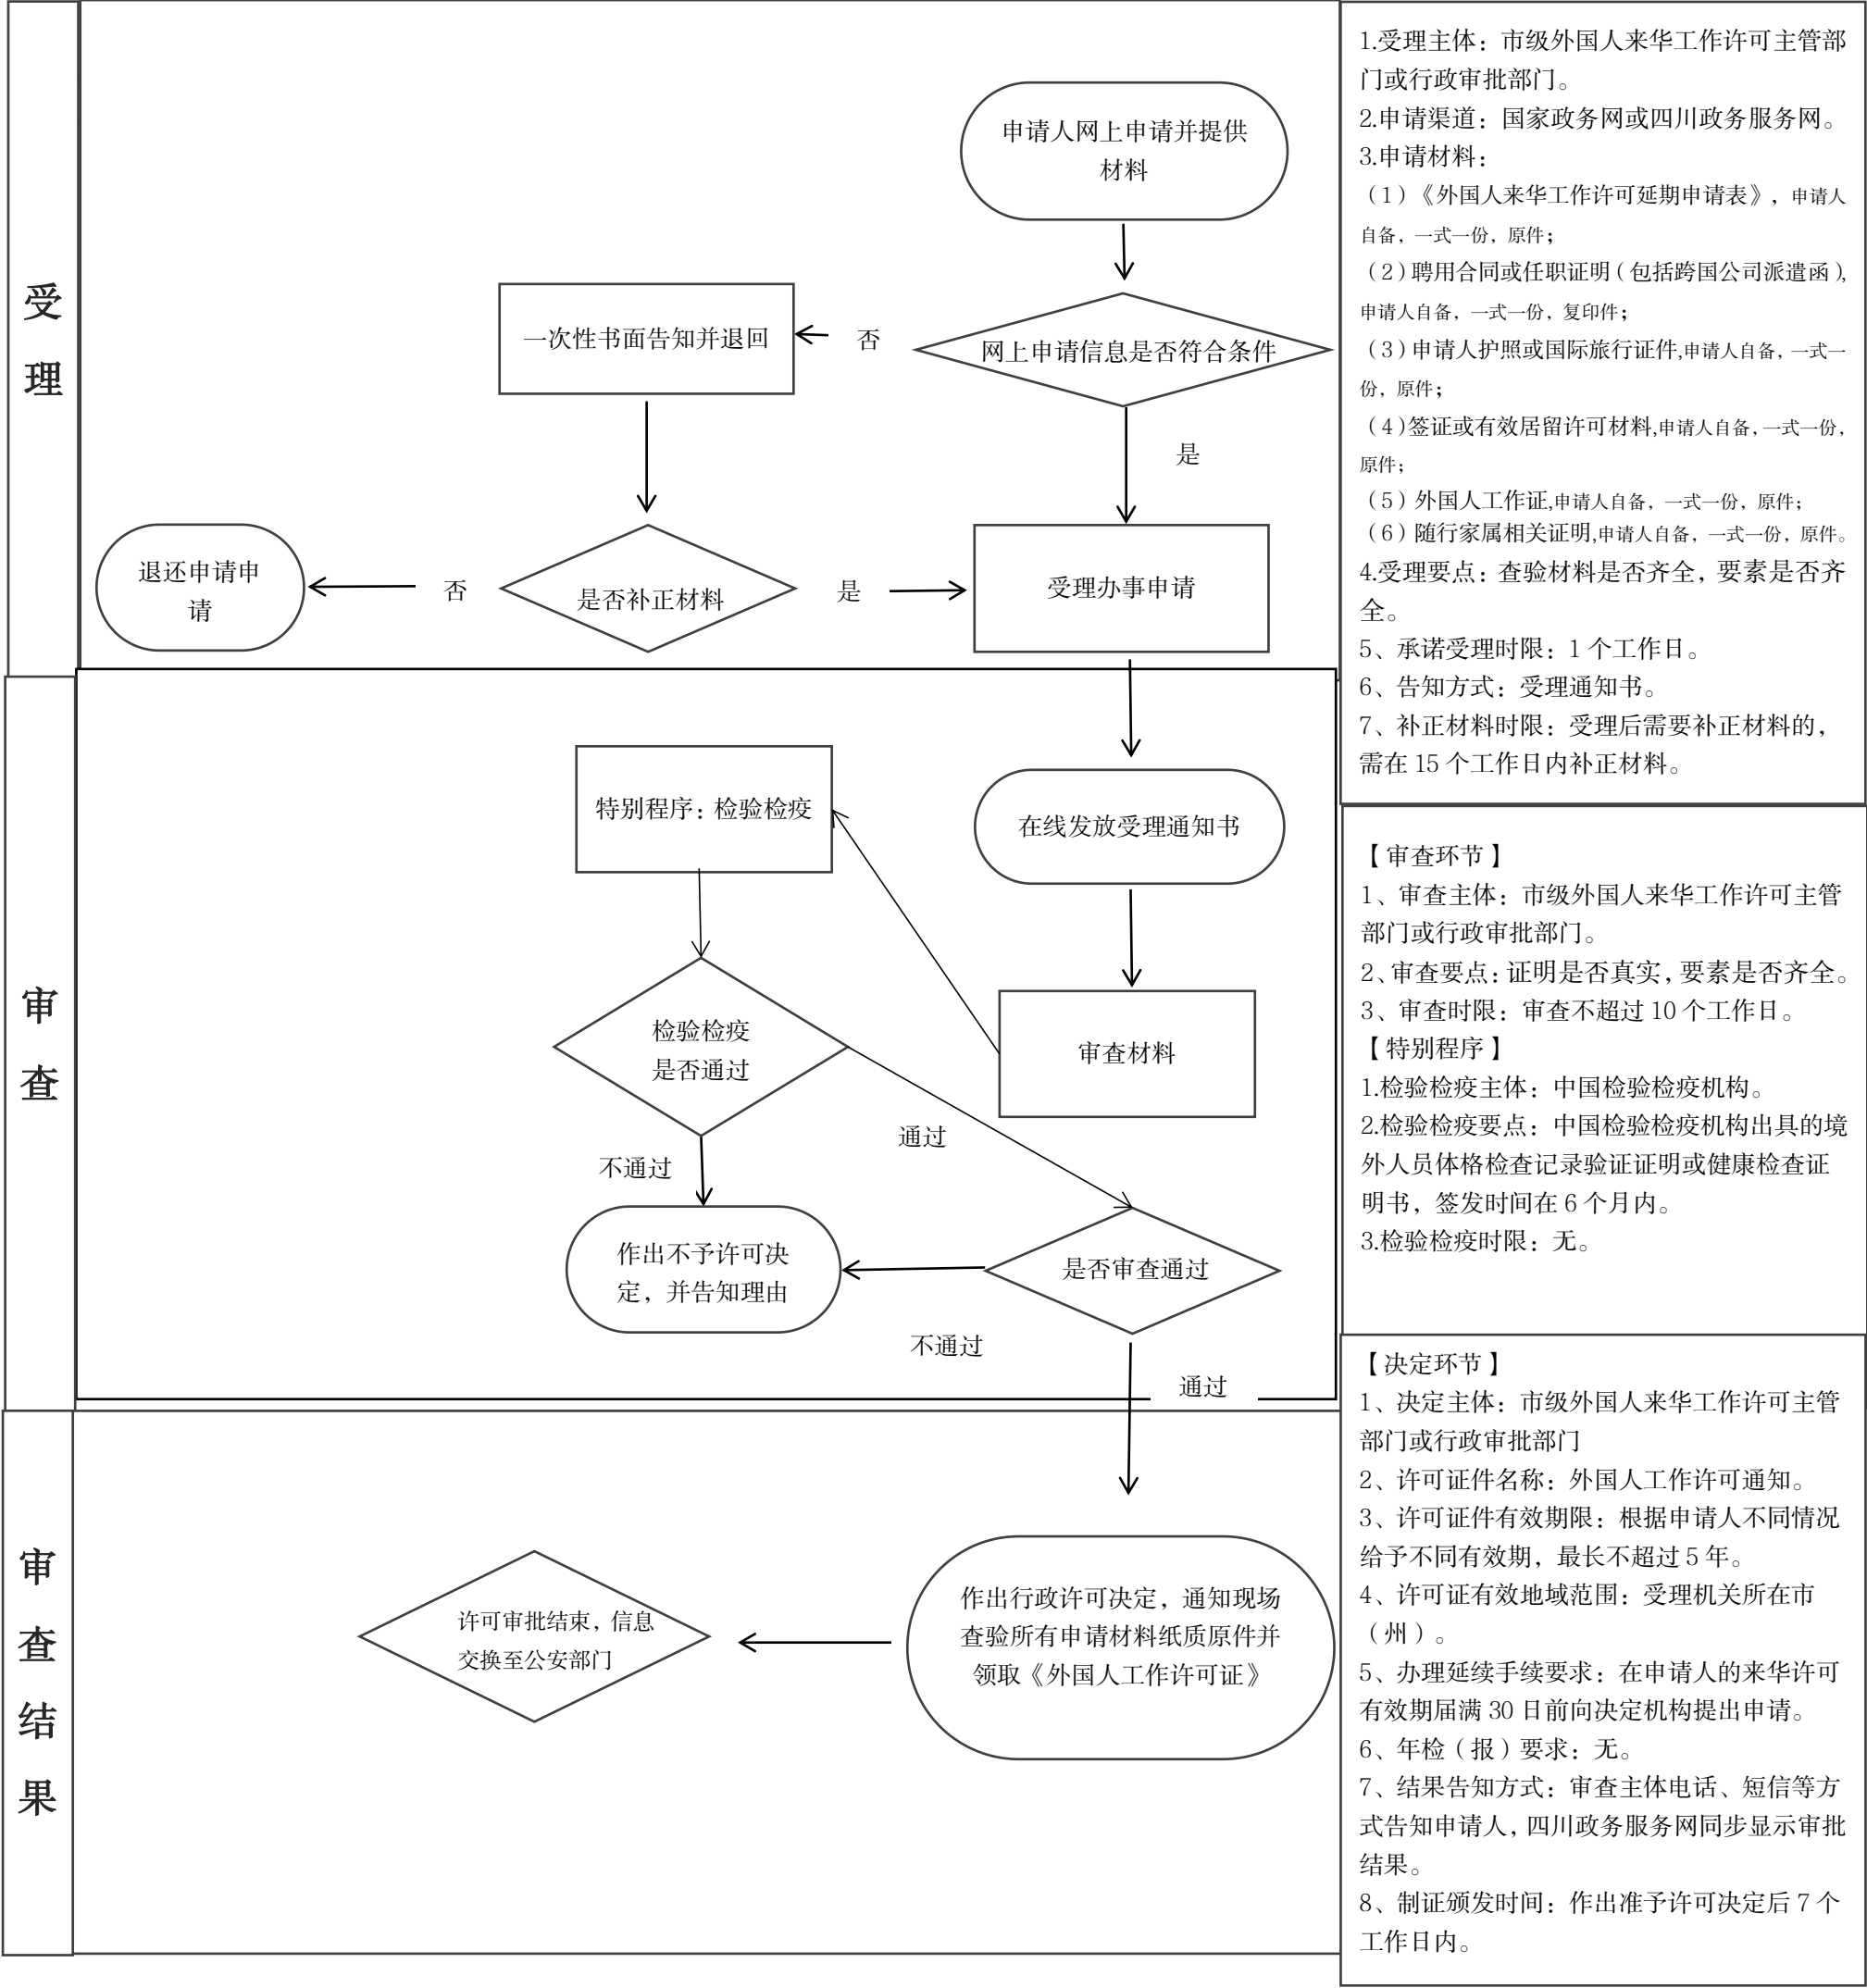 受
理
申请人网上申请并提供
材料
网上申请信息是否符合条件
否
一次性书面告知并退回
是
是否补正材料
否
退还申请申
请
是
受理办事申请
1.受理主体：市级外国人来华工作许可主管部
门或行政审批部门。
2.申请渠道：国家政务网或四川政务服务网。
3.申请材料：
（1）《外国人来华工作许可延期申请表》，申请人
自备，一式一份，原件；
（2）聘用合同或任职证明（包括跨国公司派遣函），
申请人自备，一式一份，复印件；
（3）申请人护照或国际旅行证件,申请人自备，一式一
份，原件；
（4）签证或有效居留许可材料,申请人自备，一式一份，
原件；
（5）外国人工作证,申请人自备，一式一份，原件；
（6）随行家属相关证明,申请人自备，一式一份，原件。
4.受理要点：查验材料是否齐全，要素是否齐
全。
5、承诺受理时限：1 个工作日。
6、告知方式：受理通知书。
7、补正材料时限：受理后需要补正材料的，
需在 15 个工作日内补正材料。
审
查
在线发放受理通知书
审查材料
特别程序：检验检疫
检验检疫
是否通过
通过
不通过
作出不予许可决
定，并告知理由
是否审查通过
不通过
通过
【审查环节】
1、审查主体：市级外国人来华工作许可主管
部门或行政审批部门。
2、审查要点：证明是否真实，要素是否齐全。
3、审查时限：审查不超过 10 个工作日。
【特别程序】
1.检验检疫主体：中国检验检疫机构。
2.检验检疫要点：中国检验检疫机构出具的境
外人员体格检查记录验证证明或健康检查证
明书，签发时间在 6 个月内。
3.检验检疫时限：无。
审
查
结
果
作出行政许可决定，通知现场
查验所有申请材料纸质原件并
领取《外国人工作许可证》
许可审批结束，信息
交换至公安部门
【决定环节】
1、决定主体：市级外国人来华工作许可主管
部门或行政审批部门
2、许可证件名称：外国人工作许可通知。
3、许可证件有效期限：根据申请人不同情况
给予不同有效期，最长不超过 5 年。
4、许可证有效地域范围：受理机关所在市
（州）。
5、办理延续手续要求：在申请人的来华许可
有效期届满 30 日前向决定机构提出申请。
6、年检（报）要求：无。
7、结果告知方式：审查主体电话、短信等方
式告知申请人，四川政务服务网同步显示审批
结果。
8、制证颁发时间：作出准予许可决定后 7 个
工作日内。